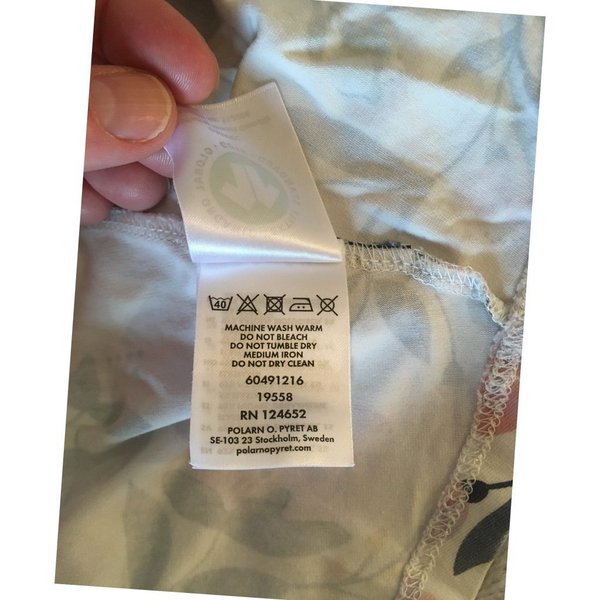 40
MACHINE WASH WARM
DO NOT BLEACH
DO NOT TUMBLE DRY
MEDIUM IRON
DO NOT DRY CLEAN
60491216
19558
RN 124652
POLARN O. PYRET AB
SE-103 23 Stockholm, Sweden
polarnopyret.com